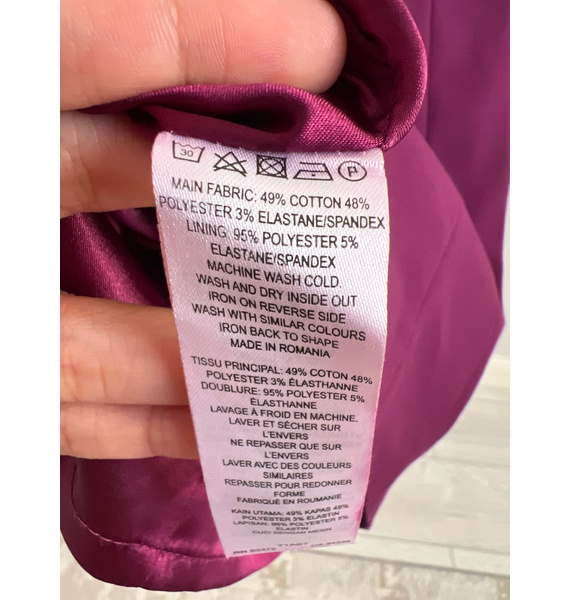 30
P
MAIN FABRIC: 49% COTTON 48%
POLYESTER 3% ELASTANE/SPANDEX
LINING: 95% POLYESTER 5%
ELASTANE/SPANDEX
MACHINE WASH COLD.
WASH AND DRY INSIDE OUT
IRON ON REVERSE SIDE
WASH WITH SIMILAR COLOURS
IRON BACK TO SHAPE
MADE IN ROMANIA
TISSU PRINCIPAL: 49% COTON 48%
POLYESTER 3% ÉLASTHANNE
DOUBLURE: 95% POLYESTER 5%
ÉLASTHANNE
LAVAGE À FROID EN MACHINE.
LAVER ET SÉCHER SUR
L'ENVERS
NE REPASSER QUE SUR
L'ENVERS
LAVER AVEC DES COULEURS
SIMILAIRES
REPASSER POUR REDONNER
FORME
FABRIQUÉ EN ROUMANIE
KAIN UTAMA: 49% KAPAS 48%
POLYESTER 3% ELASTIN
LAPISAN: 95% POLYESTER 5%
ELASTIN
CUCI DENGAN MESIN
RN